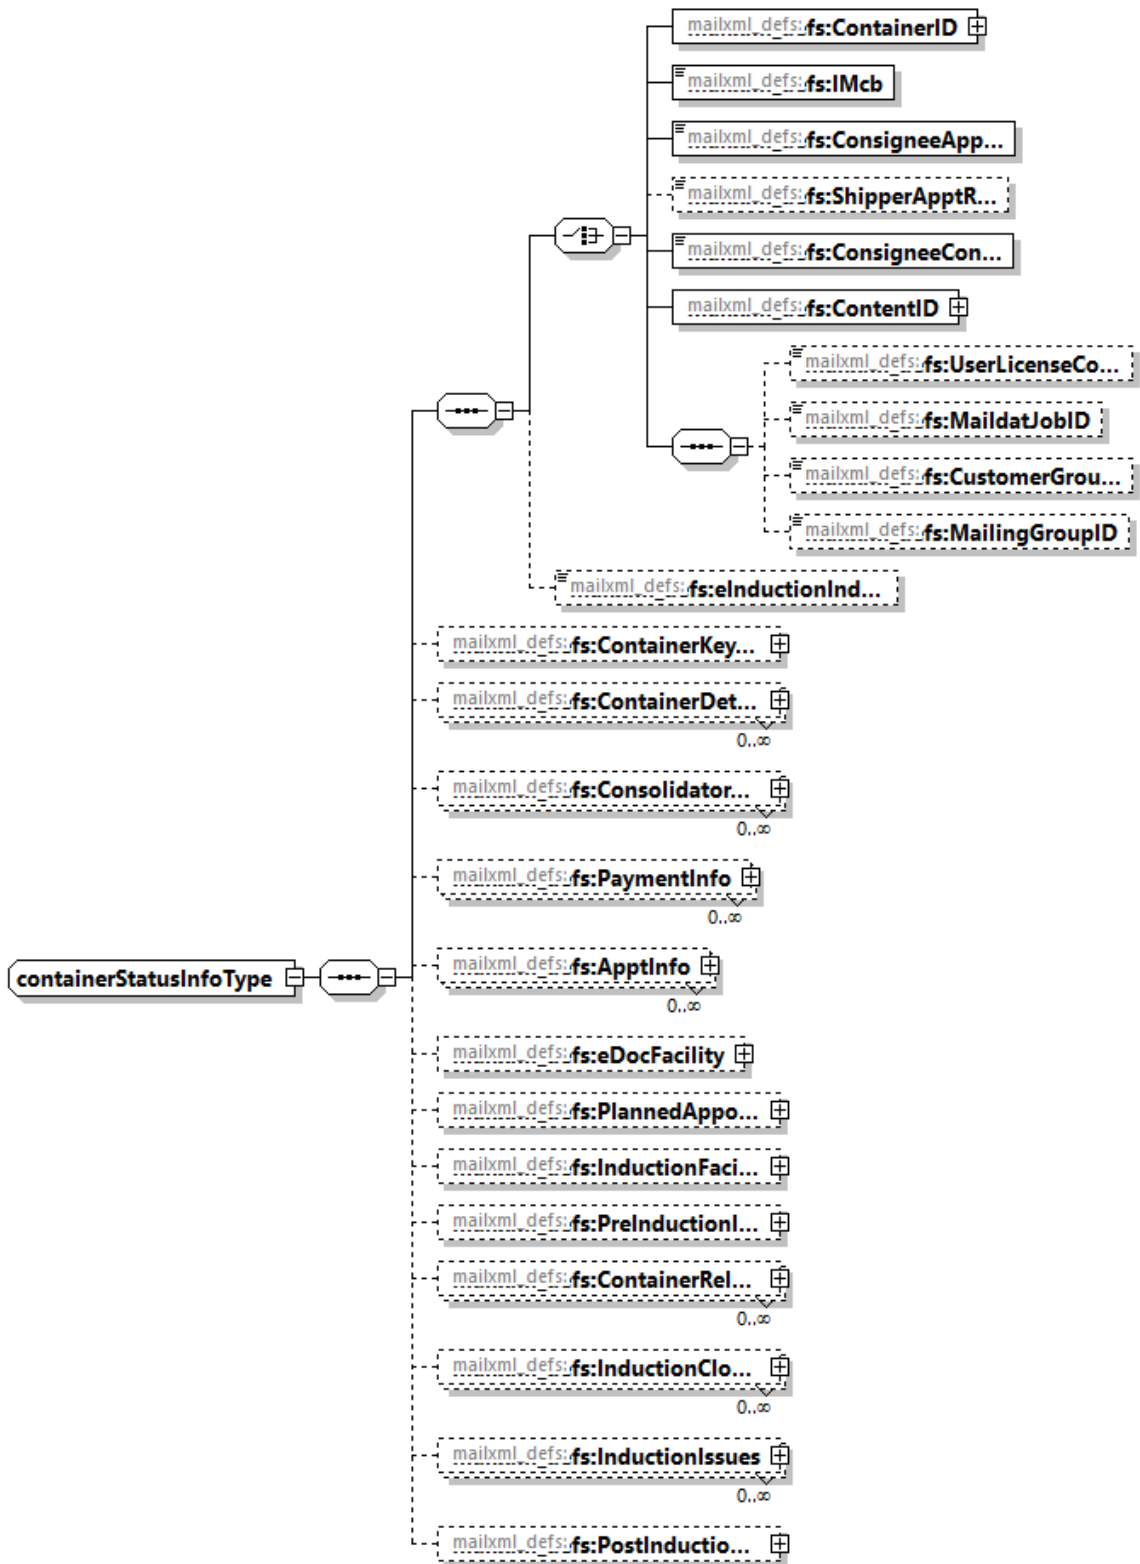 mailxml_defs:fs:ContainerID
mailxml_defs:fs:IMcb
mailxml_defs:fs:ConsigneeApp...
mailxml_defs:fs:ShipperApptR...
mailxml_defs:fs:ConsigneeCon...
mailxml_defs:fs:ContentID
mailxml_defs:fs:UserLicenseCo...
mailxml_defs:fs:MaildatJobID
mailxml_defs:fs:CustomerGrou...
mailxml_defs:fs:MailingGroupID
mailxml_defs:fs:eInductionInd...
mailxml_defs:fs:ContainerKey...
mailxml_defs:fs:ContainerDet...
0..∞
mailxml_defs:fs:Consolidator...
0..∞
mailxml_defs:fs:PaymentInfo
0..∞
containerStatusInfoType
mailxml_defs:fs:ApptInfo
0..∞
mailxml_defs:fs:eDocFacility
mailxml_defs:fs:PlannedAppo...
mailxml_defs:fs:InductionFaci...
mailxml_defs:fs:PreInductionI...
mailxml_defs:fs:ContainerRel...
0..∞
mailxml_defs:fs:InductionClo...
0..∞
mailxml_defs:fs:InductionIssues
0..∞
mailxml_defs:fs:PostInductio...